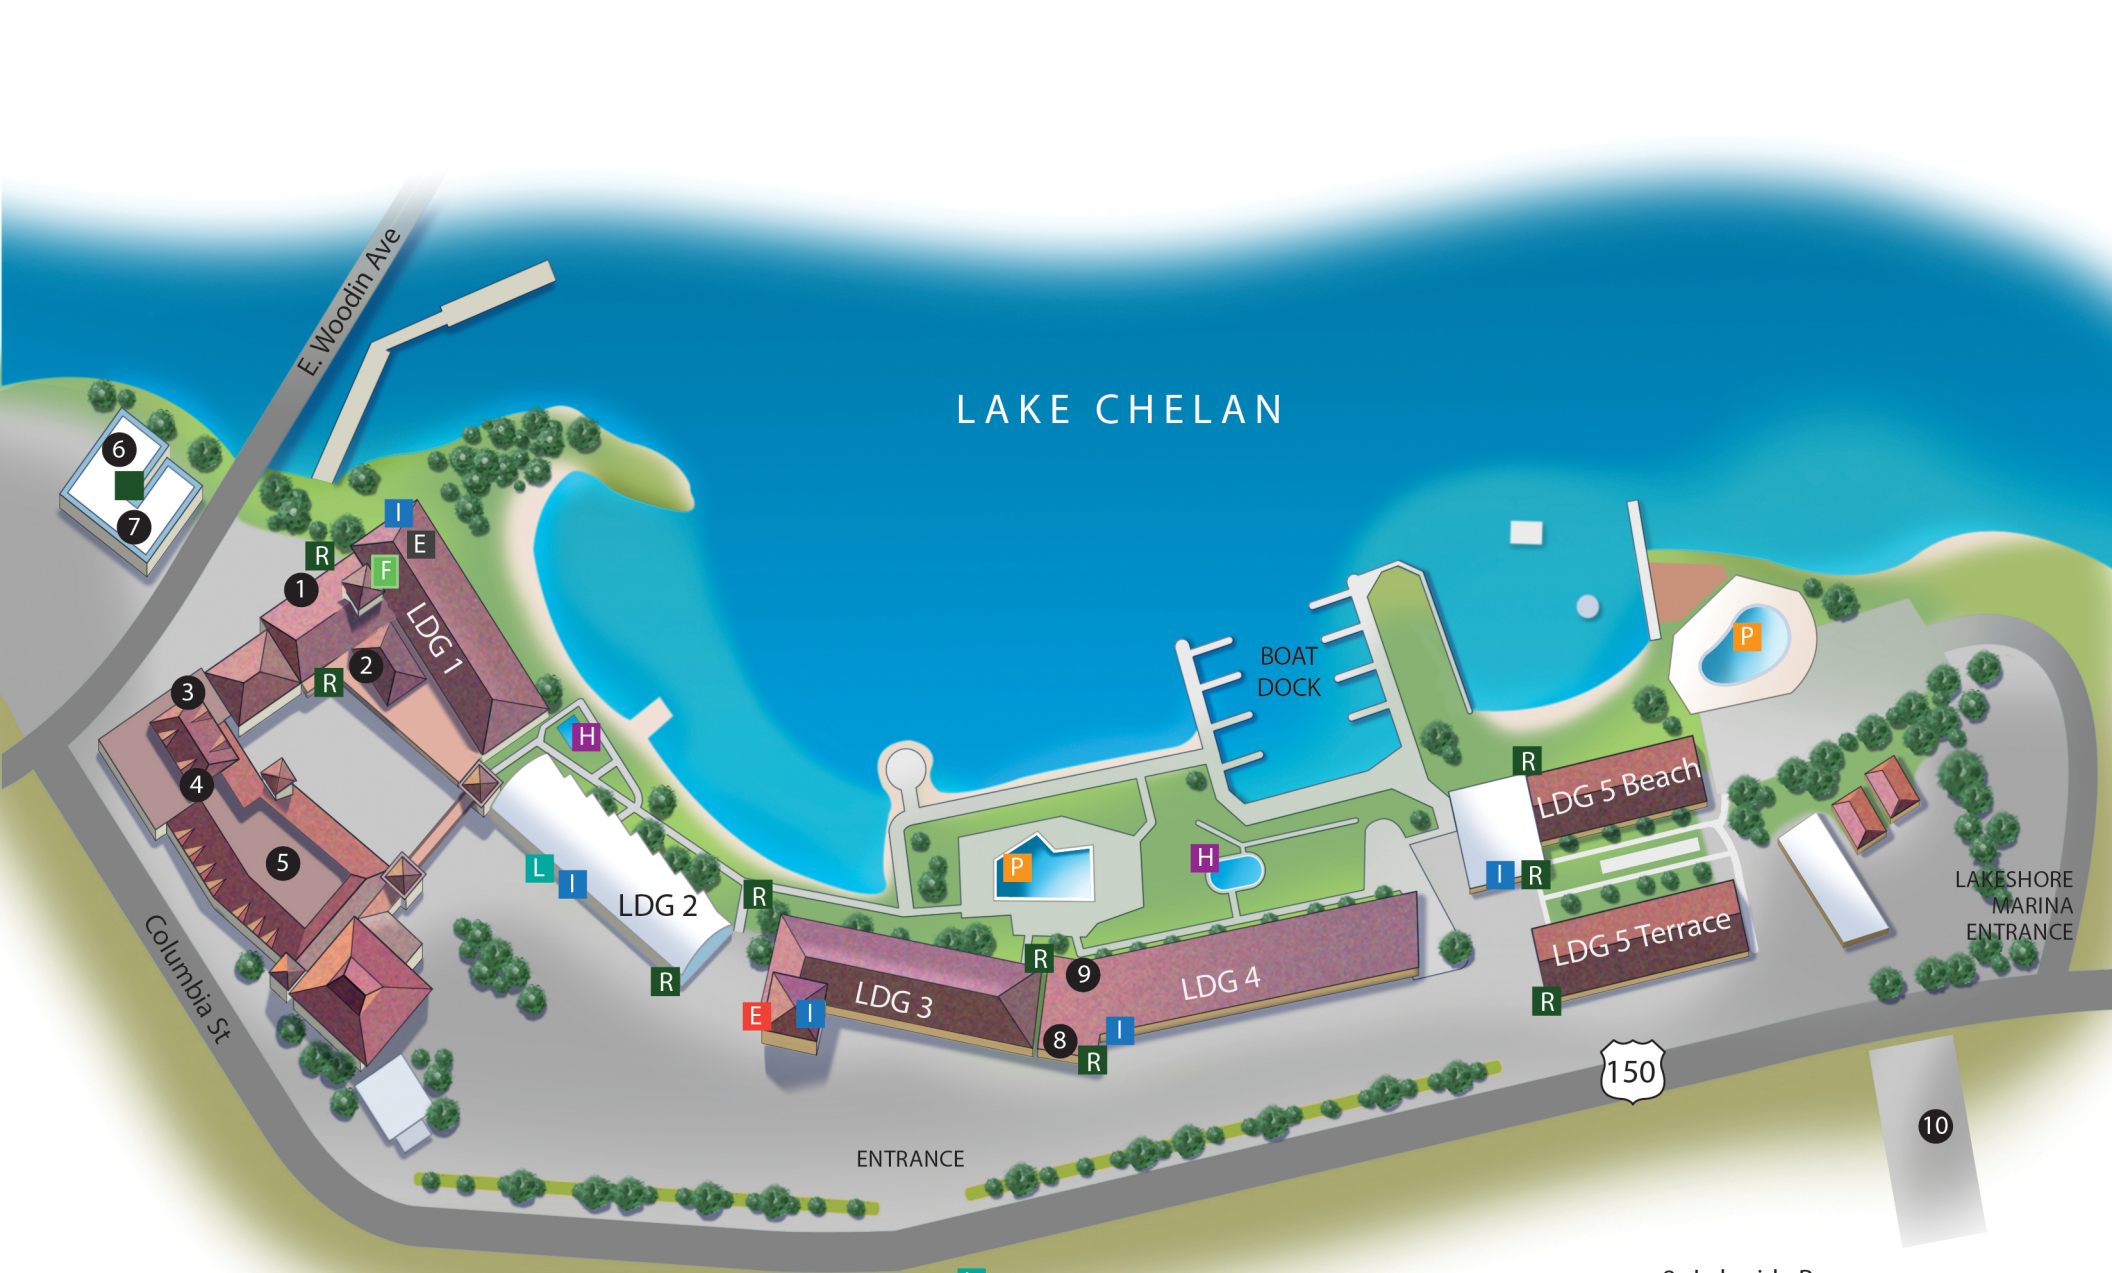 E. Woodin Ave
LAKE CHELAN
6
7
I
E
R
F
1
LDG 1
2
R
3
4
5
H
BOAT
DOCK
P
R
LDG 5 Beach
L
I
LDG 2
R
P
H
I
R
LAKESHORE
MARINA
ENTRANCE
Columbia St
R
E
I
LDG 3
R
9
LDG 4
8
I
R
LDG 5 Terrace
R
150
10
ENTRANCE